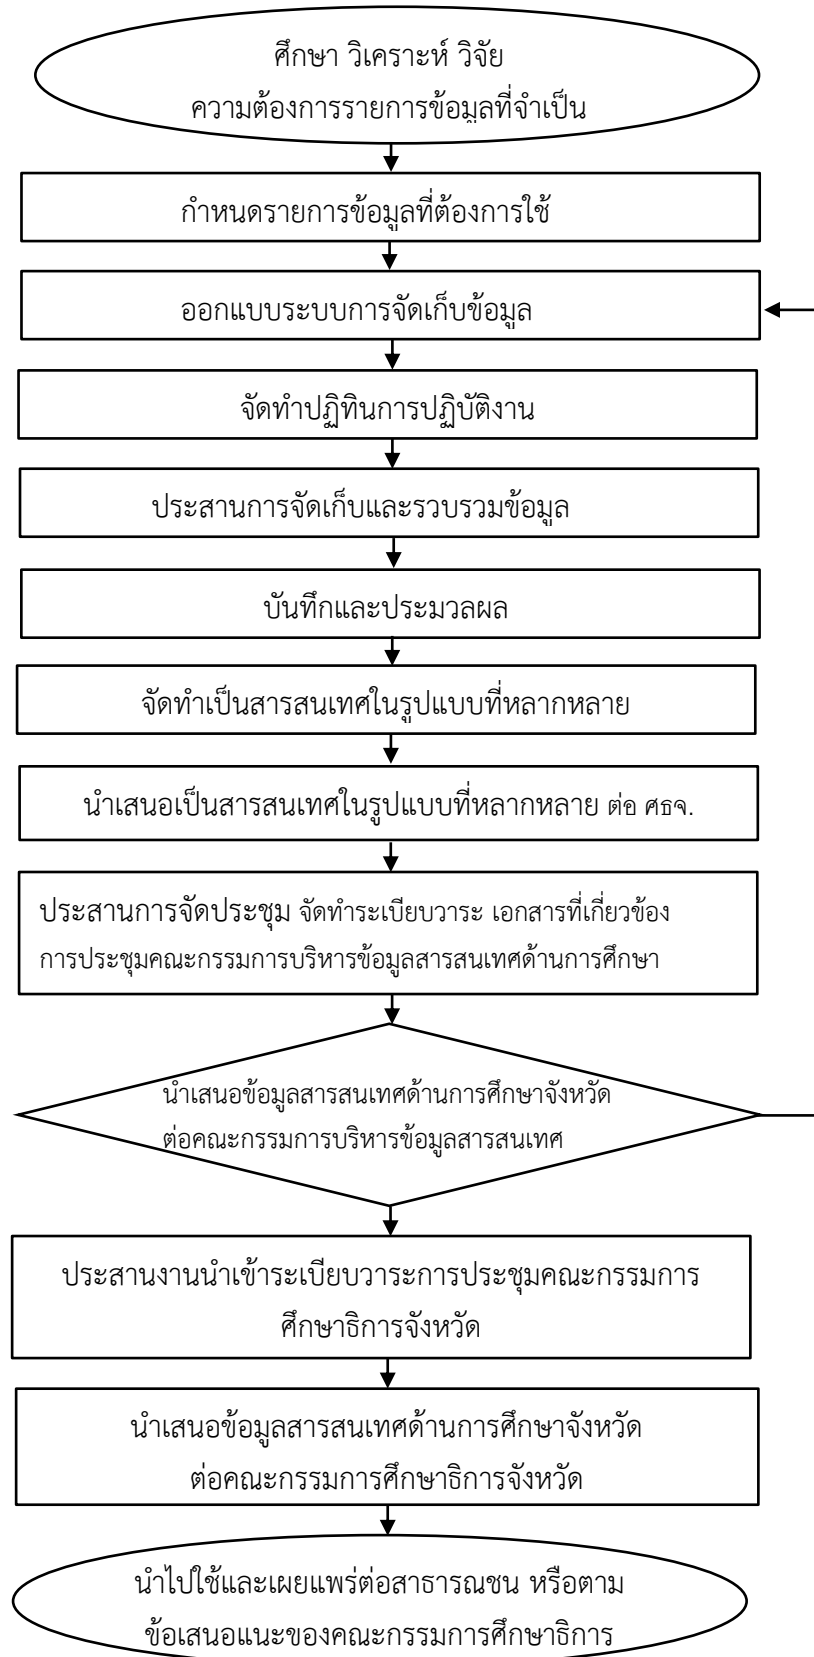 ศึกษา วิเคราะห์ วิจัย
ความต้องการรายการข้อมูลที่จำเป็น
กำหนดรายการข้อมูลที่ต้องการใช้
ออกแบบระบบการจัดเก็บข้อมูล
จัดทำปฏิทินการปฏิบัติงาน
ประสานการจัดเก็บและรวบรวมข้อมูล
บันทึกและประมวลผล
จัดทำเป็นสารสนเทศในรูปแบบที่หลากหลาย
นำเสนอเป็นสารสนเทศในรูปแบบที่หลากหลาย ต่อ ศธจ.
ประสานการจัดประชุม จัดทำระเบียบวาระ เอกสารที่เกี่ยวข้อง
การประชุมคณะกรรมการบริหารข้อมูลสารสนเทศด้านการศึกษา
นำเสนอข้อมูลสารสนเทศด้านการศึกษาจังหวัด
ต่อคณะกรรมการบริหารข้อมูลสารสนเทศ
ประสานงานนำเข้าระเบียบวาระการประชุมคณะกรรมการ
ศึกษาธิการจังหวัด
นำเสนอข้อมูลสารสนเทศด้านการศึกษาจังหวัด
ต่อคณะกรรมการศึกษาธิการจังหวัด
นำไปใช้และเผยแพร่ต่อสาธารณชน หรือตาม
ข้อเสนอแนะของคณะกรรมการศึกษาธิการ